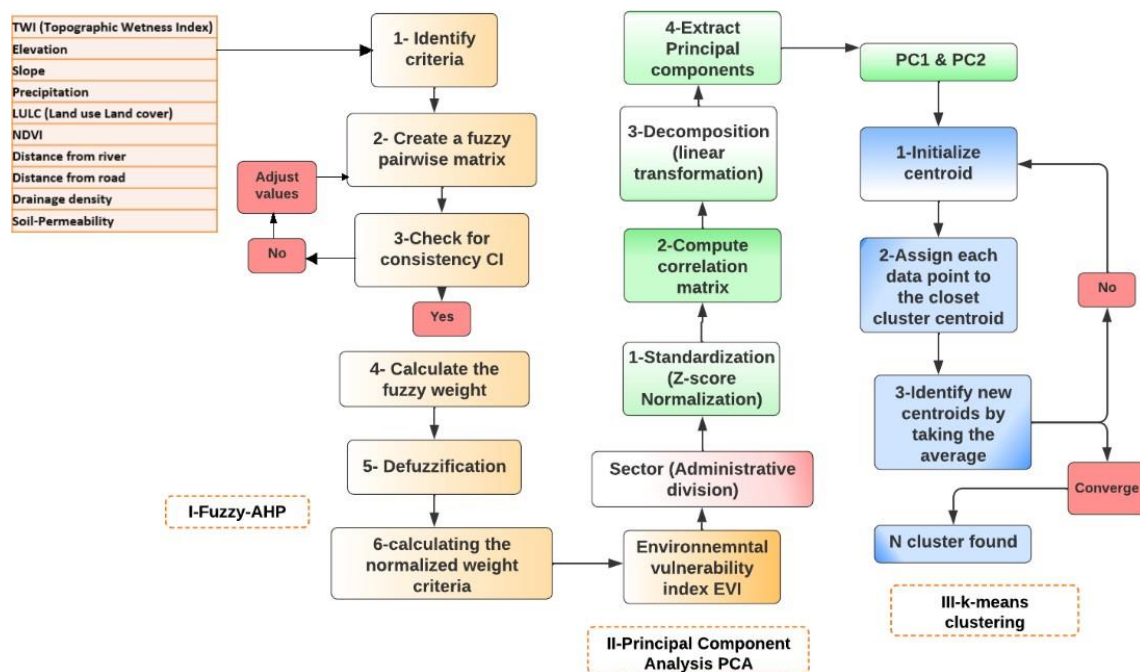 TWI (Topographic Wetness Index)
Elevation
Slope
Precipitation
LULC (Land use Land cover)
NDVI
Distance from river
Distance from road
Drainage density
Soil-Permeability
1- Identify
criteria
2- Create a fuzzy
pairwise matrix
Adjust
values
No
3-Check for
consistency CI
Yes
4- Calculate the
fuzzy weight
5- Defuzzification
6-calculating the
normalized weight
criteria
I-Fuzzy-AHP
4-Extract
Principal
components
3-Decomposition
(linear
transformation)
2-Compute
correlation
matrix
1-Standardization
(Z-score
Normalization)
Sector (Administrative
division)
Environnemntal
vulnerability
index EVI
II-Principal Component
Analysis PCA
PC1 & PC2
1-Initialize
centroid
2-Assign each
data point to
the closet
cluster centroid
No
3-Identify new
centroids by
taking the
average
Converge
N cluster found
III-k-means
clustering